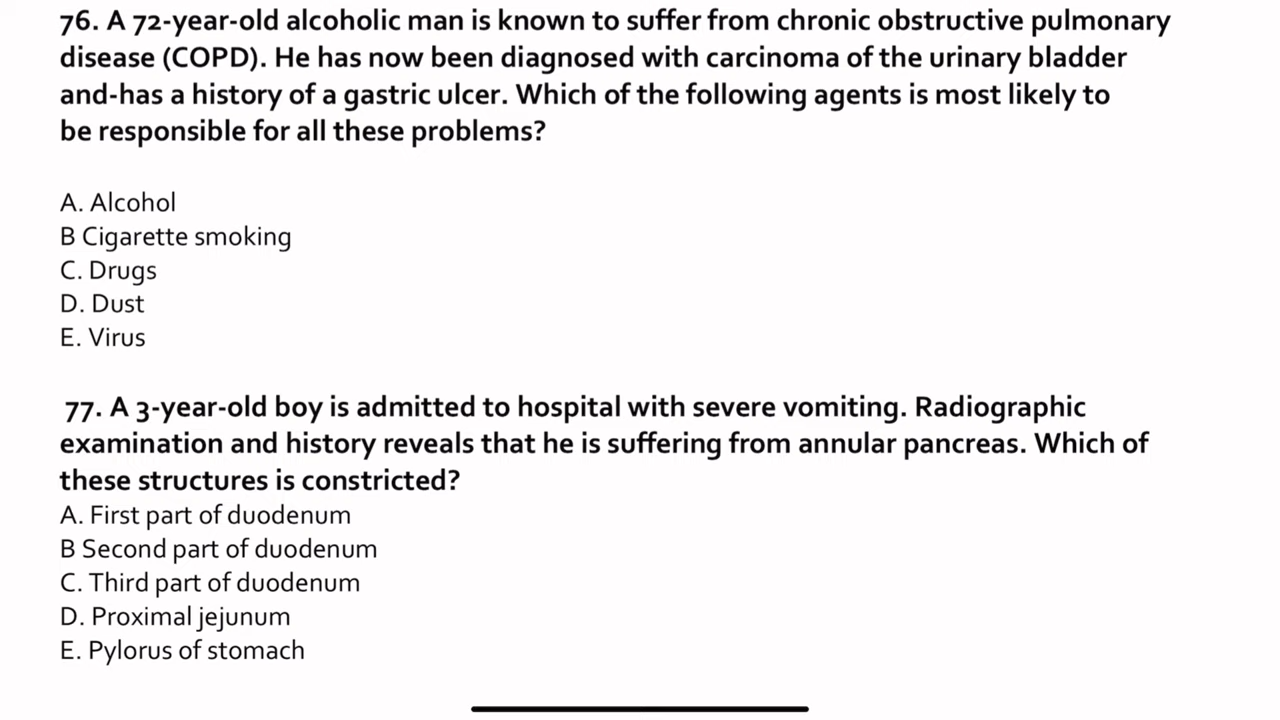 76. A 72-year-old alcoholic man is known to suffer from chronic obstructive pulmonary
disease (COPD). He has now been diagnosed with carcinoma of the urinary bladder
and-has a history of a gastric ulcer. Which of the following agents is most likely to
be responsible for all these problems?
A. Alcohol
B Cigarette smoking
C. Drugs
D. Dust
E. Virus
77. A 3-year-old boy is admitted to hospital with severe vomiting. Radiographic
examination and history reveals that he is suffering from annular pancreas. Which of
these structures is constricted?
A. First part of duodenum
B Second part of duodenum
C. Third part of duodenum
D. Proximal jejunum
E. Pylorus of stomach